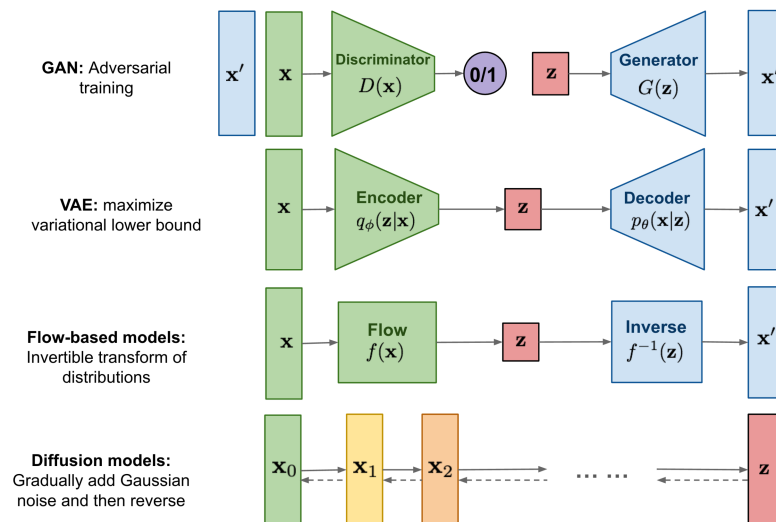 GAN: Adversarial
training
x′
x
Discriminator
D(x)
0/1
z
Generator
G(z)
x′
VAE: maximize
variational lower bound
x
Encoder
qϕ(z|x)
z
Decoder
pθ(x|z)
x′
Flow-based models:
Invertible transform of
distributions
x
Flow
f(x)
z
Inverse
f⁻¹(z)
x′
Diffusion models:
Gradually add Gaussian
noise and then reverse
x₀
x₁
x₂
... ...
z